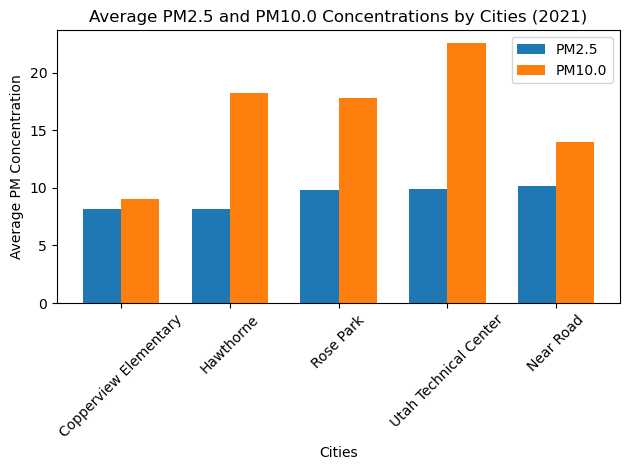 Average PM2.5 and PM10.0 Concentrations by Cities (2021)
PM2.5
PM10.0
Average PM Concentration
20
15
10
5
0
Copperview Elementary
Hawthorne
Rose Park
Utah Technical Center
Near Road
Cities